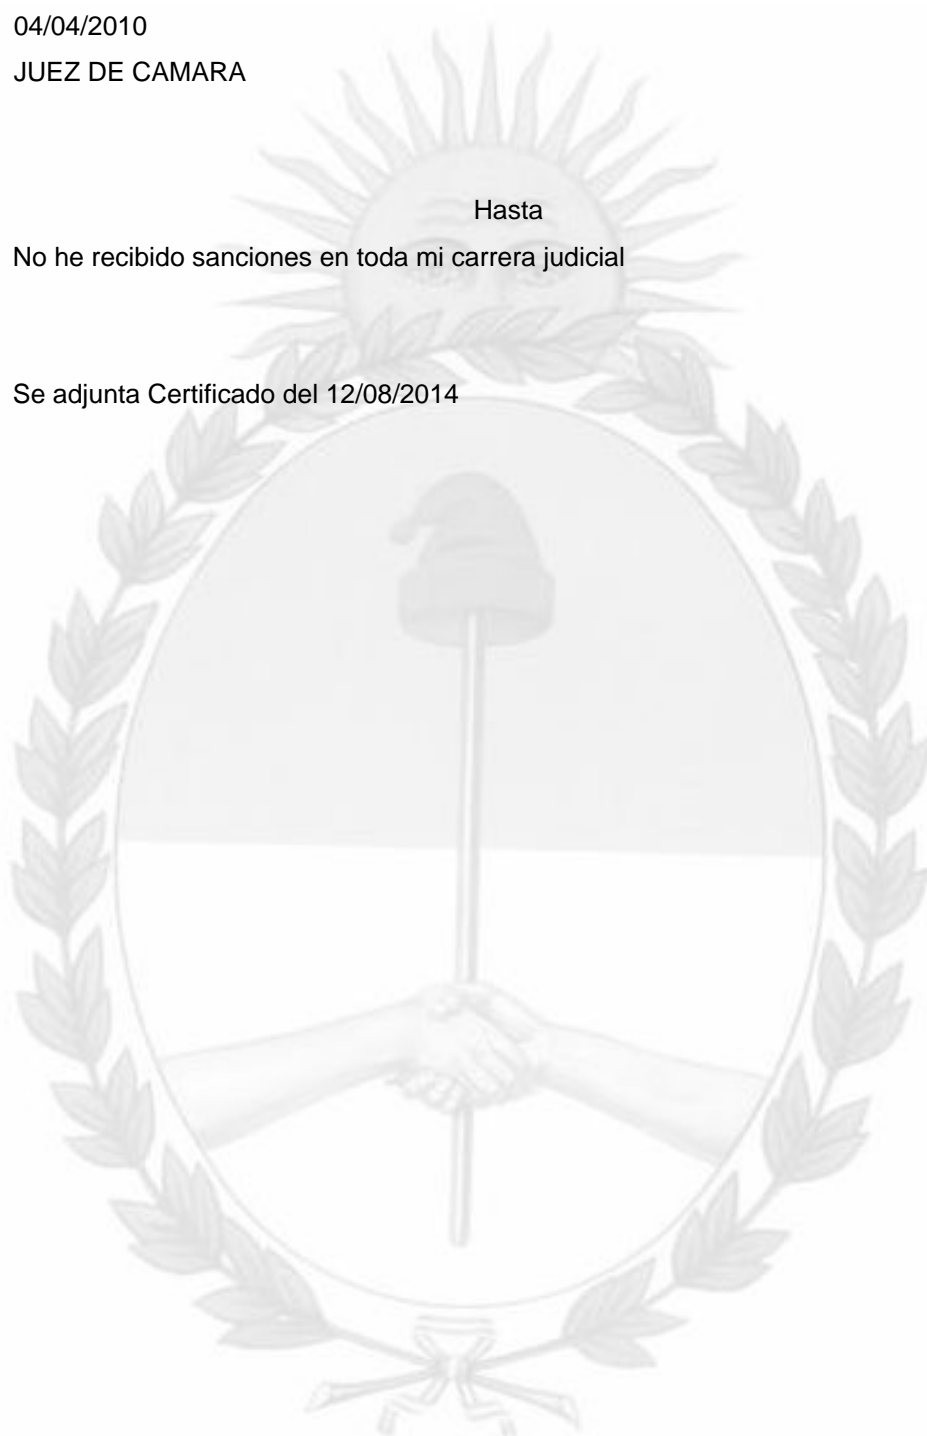 04/04/2010
JUEZ DE CAMARA
Hasta
No he recibido sanciones en toda mi carrera judicial
Se adjunta Certificado del 12/08/2014